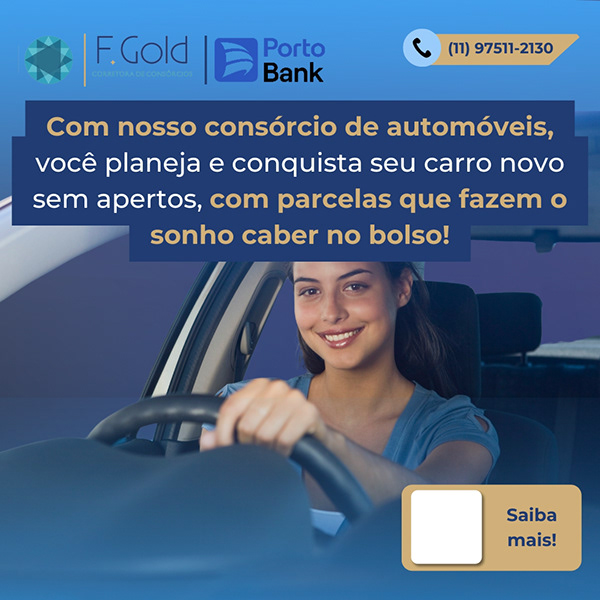 F.Gold
CORRETORA DE CONSÓRCIOS
Porto
Bank
(11) 97511-2130
Com nosso consórcio de automóveis,
você planeja e conquista seu carro novo
sem apertos, com parcelas que fazem o
sonho caber no bolso!
Saiba
mais!